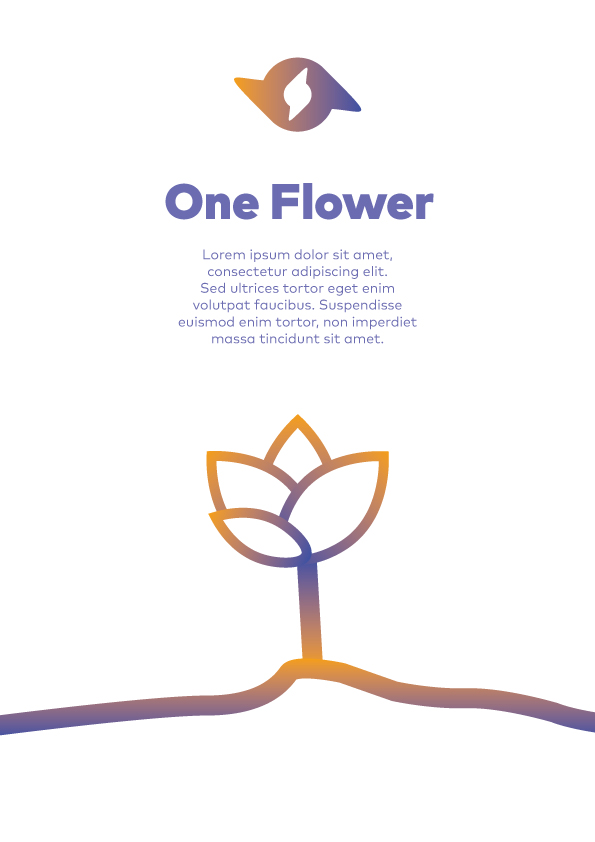 One Flower
Lorem ipsum dolor sit amet,
consectetur adipiscing elit.
Sed ultrices tortor eget enim
volutpat faucibus. Suspendisse
euismod enim tortor, non imperdiet
massa tincidunt sit amet.